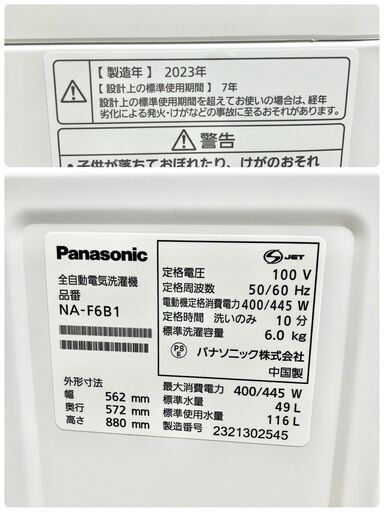 【 製造年 】 2023年
【 設計上の標準使用期間 】 7年
設計上の標準使用期間を超えてお使いの場合は、経年
劣化による発火・けがなどの事故に至るおそれがあります。
警告
子供が落ちておぼれたり、けがのおそれ
Panasonic
全自動電気洗濯機
品番
NA-F6B1
外形寸法
幅 562 mm
奥行 572 mm
高さ 880 mm
S JET
定格電圧 100 V
定格周波数 50/60 Hz
電動機定格消費電力 400/445 W
定格時間 洗いのみ 10 分
標準洗濯容量 6.0 kg
PS E パナソニック株式会社
中国製
最大消費電力 400/445 W
標準水量 49 L
標準使用水量 116 L
製造番号 2321302545